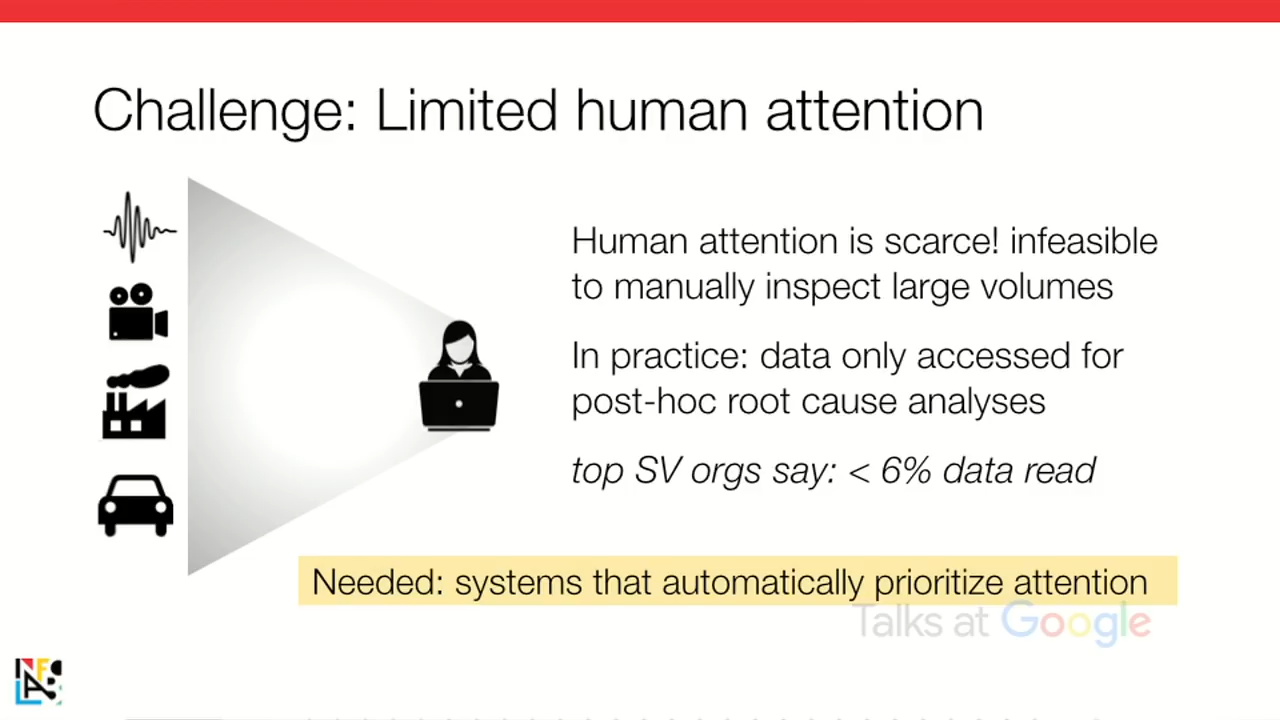 Challenge: Limited human attention
Human attention is scarce! infeasible
to manually inspect large volumes
In practice: data only accessed for
post-hoc root cause analyses
top SV orgs say: < 6% data read
Needed: systems that automatically prioritize attention
Talks at Google
INFO
LAB